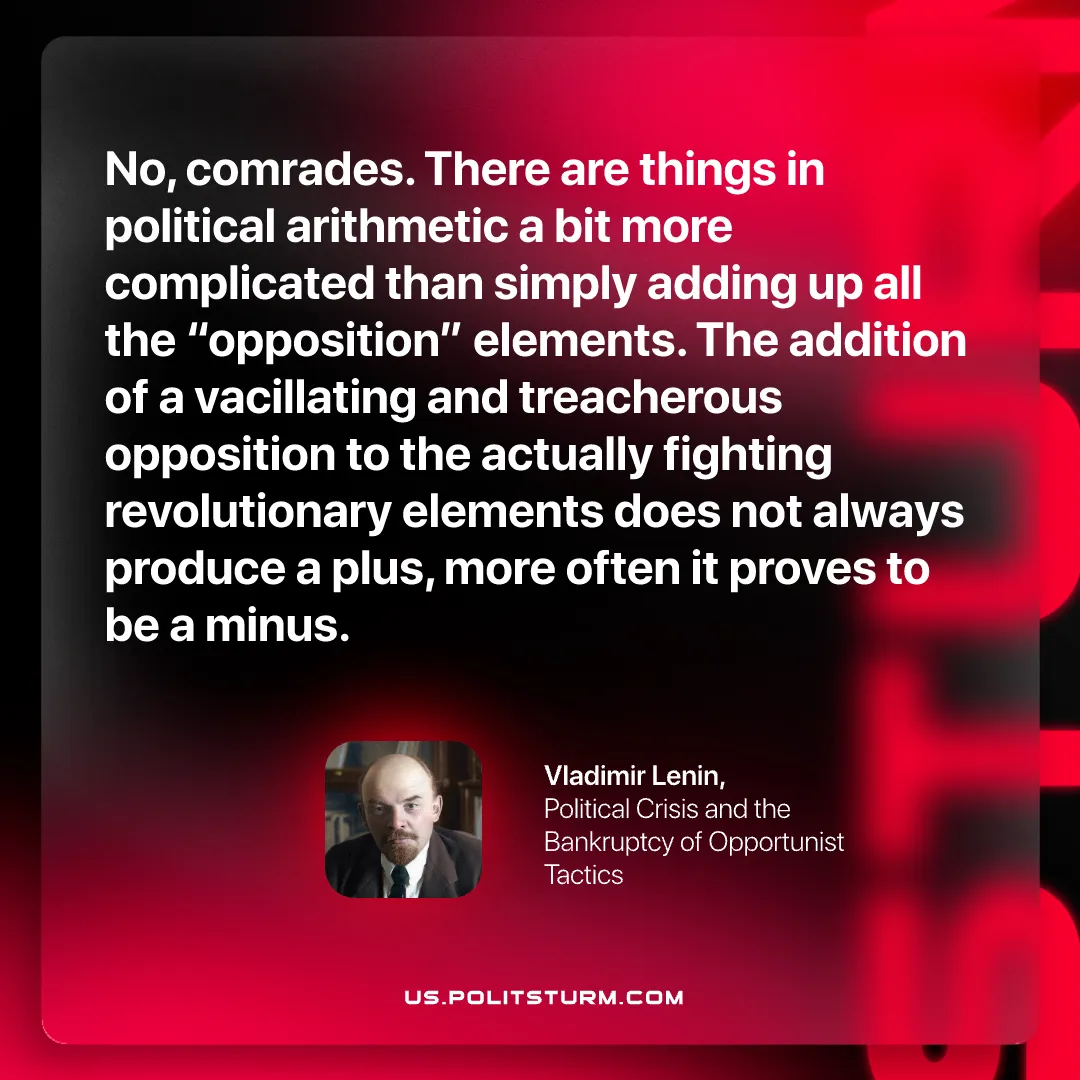 No, comrades. There are things in
political arithmetic a bit more
complicated than simply adding up all
the “opposition” elements. The addition
of a vacillating and treacherous
opposition to the actually fighting
revolutionary elements does not always
produce a plus, more often it proves to
be a minus.
Vladimir Lenin,
Political Crisis and the
Bankruptcy of Opportunist
Tactics
US.POLITSTURM.COM